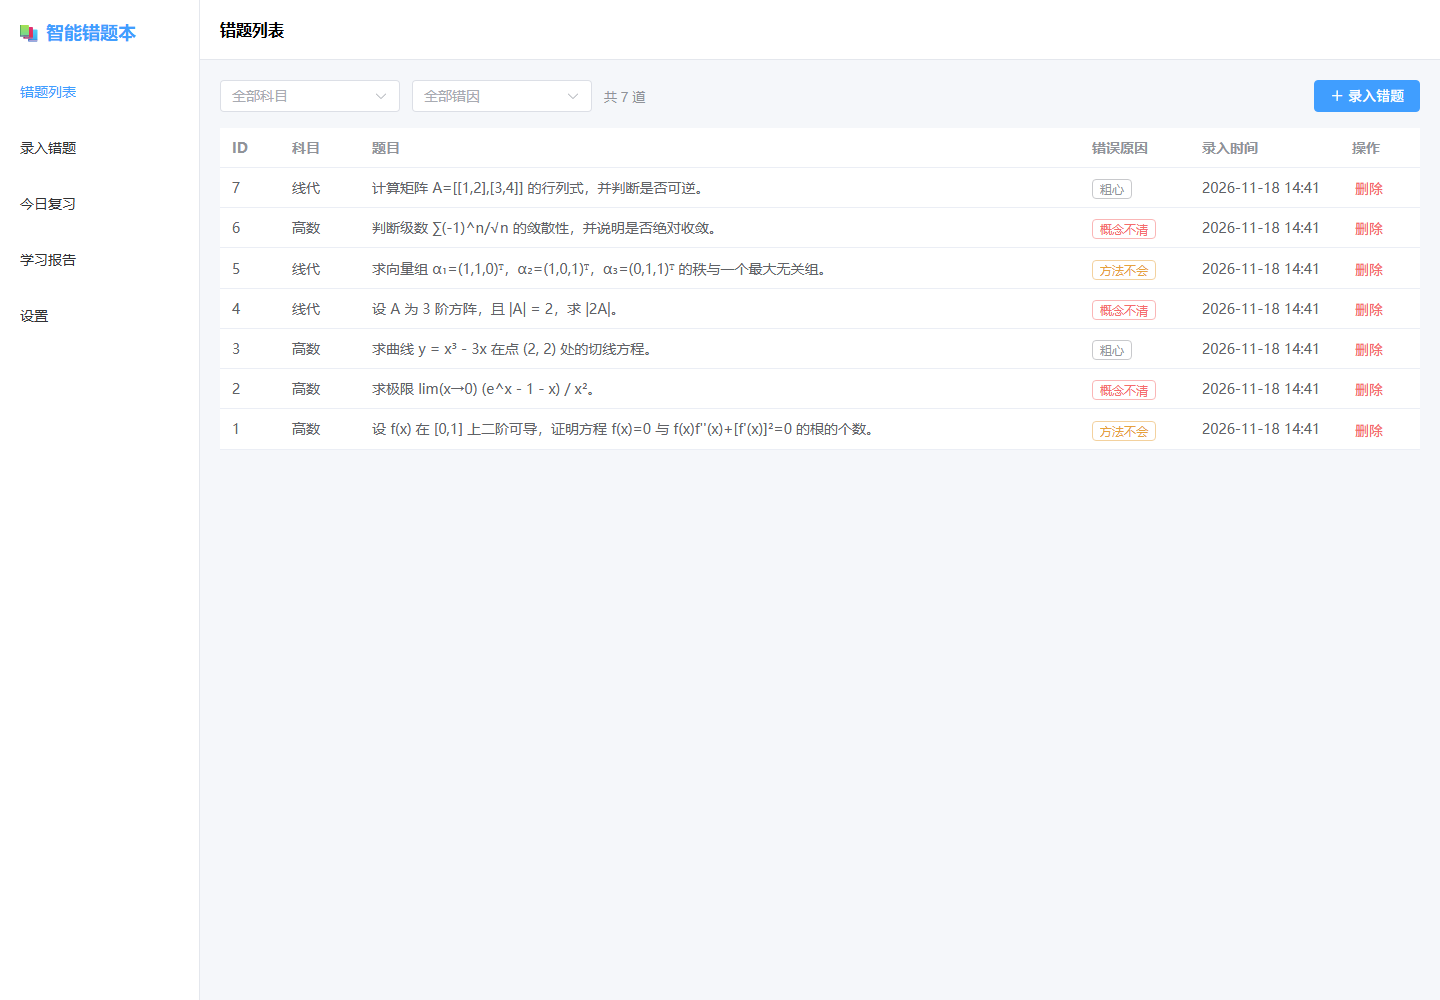 智能错题本
错题列表
录入错题
今日复习
学习报告
设置
错题列表
全部科目 全部错因 共 7 道 + 录入错题
ID 科目 题目 错误原因 录入时间 操作
7 线代 计算矩阵 A=[[1,2],[3,4]] 的行列式，并判断是否可逆。 粗心 2026-11-18 14:41 删除
6 高数 判断级数 ∑(-1)^n/√n 的敛散性，并说明是否绝对收敛。 概念不清 2026-11-18 14:41 删除
5 线代 求向量组 α₁=(1,1,0)ᵀ，α₂=(1,0,1)ᵀ，α₃=(0,1,1)ᵀ 的秩与一个最大无关组。 方法不会 2026-11-18 14:41 删除
4 线代 设 A 为 3 阶方阵，且 |A| = 2，求 |2A|。 概念不清 2026-11-18 14:41 删除
3 高数 求曲线 y = x³ - 3x 在点 (2, 2) 处的切线方程。 粗心 2026-11-18 14:41 删除
2 高数 求极限 lim(x→0) (e^x - 1 - x) / x²。 概念不清 2026-11-18 14:41 删除
1 高数 设 f(x) 在 [0,1] 上二阶可导，证明方程 f(x)=0 与 f(x)f''(x)+[f'(x)]²=0 的根的个数。 方法不会 2026-11-18 14:41 删除